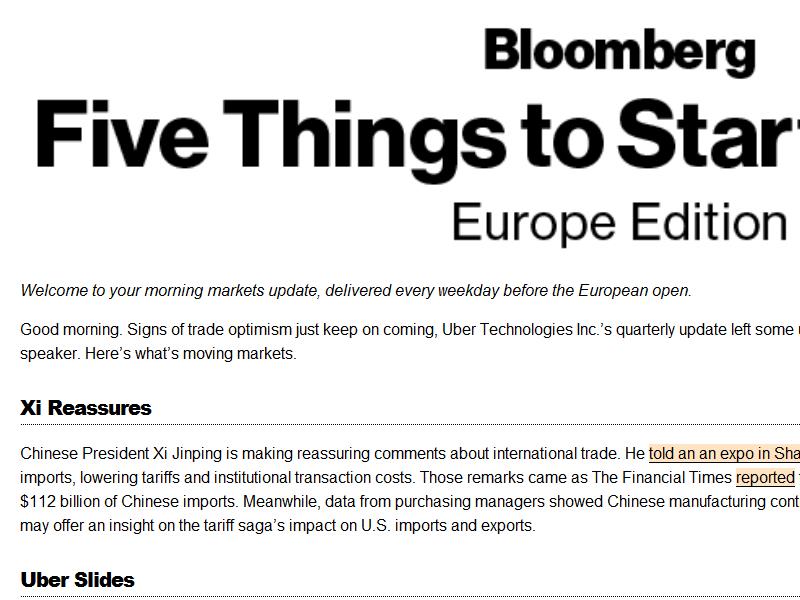 Bloomberg
Five Things to Start
Europe Edition
Welcome to your morning markets update, delivered every weekday before the European open.
Good morning. Signs of trade optimism just keep on coming, Uber Technologies Inc.’s quarterly update left some
speaker. Here’s what’s moving markets.
Xi Reassures
Chinese President Xi Jinping is making reassuring comments about international trade. He told an an expo in Sha
imports, lowering tariffs and institutional transaction costs. Those remarks came as The Financial Times reported
$112 billion of Chinese imports. Meanwhile, data from purchasing managers showed Chinese manufacturing cont
may offer an insight on the tariff saga’s impact on U.S. imports and exports.
Uber Slides